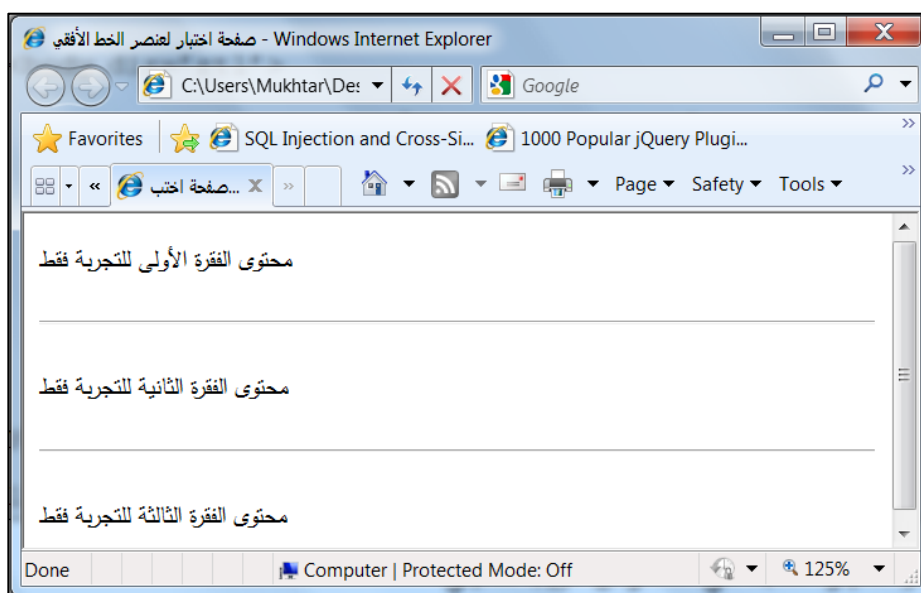 صفحة اختبار لعنصر الخط الأفقي - Windows Internet Explorer
C:\Users\Mukhtar\Des
Google
Favorites
SQL Injection and Cross-Si...
1000 Popular jQuery Plugi...
صفحة اختب...
Page
Safety
Tools
محتوى الفقرة الأولى للتجربة فقط
محتوى الفقرة الثانية للتجربة فقط
محتوى الفقرة الثالثة للتجربة فقط
Done
Computer | Protected Mode: Off
125%